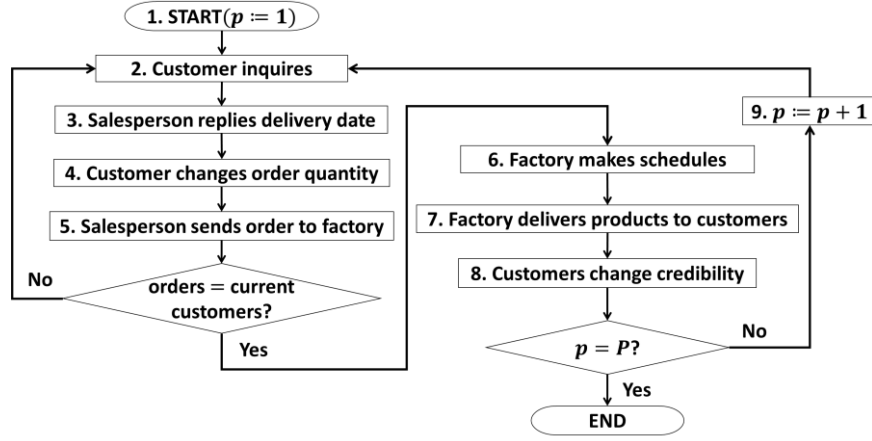 1. START(p := 1)
2. Customer inquires
3. Salesperson replies delivery date
4. Customer changes order quantity
5. Salesperson sends order to factory
No
orders = current
customers?
Yes
9. p := p + 1
6. Factory makes schedules
7. Factory delivers products to customers
8. Customers change credibility
No
p = P?
Yes
END